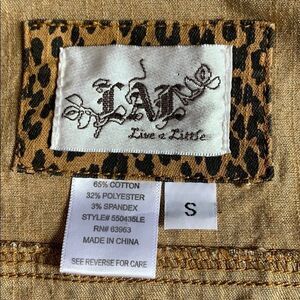 LAL
Live a Little
65% COTTON
32% POLYESTER
3% SPANDEX
STYLE# 550435LE
RN# 63963
MADE IN CHINA
SEE REVERSE FOR CARE
S